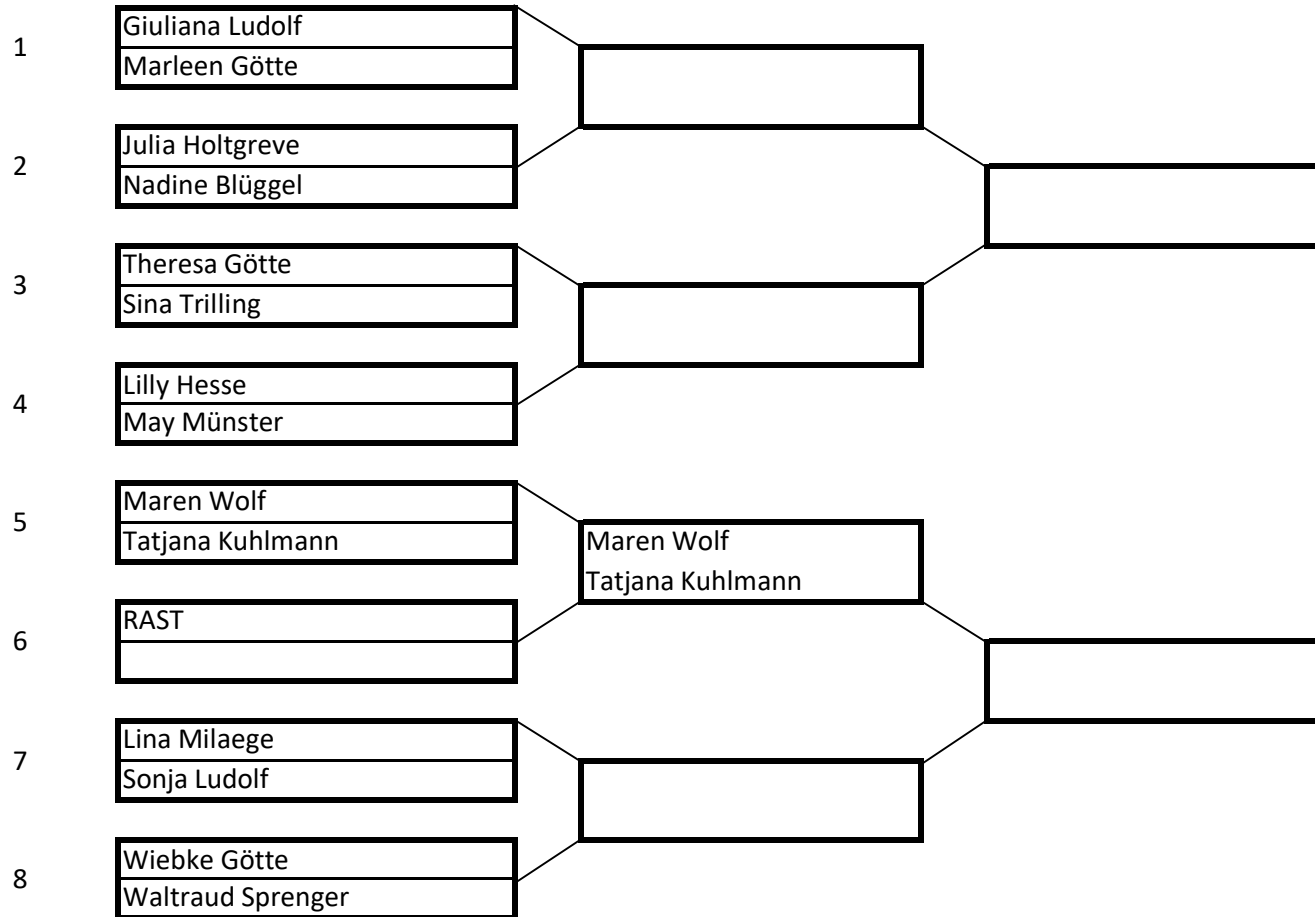 1
Giuliana Ludolf
Marleen Götte
2
Julia Holtgreve
Nadine Blüggel
3
Theresa Götte
Sina Trilling
4
Lilly Hesse
May Münster
5
Maren Wolf
Tatjana Kuhlmann
Maren Wolf
Tatjana Kuhlmann
6
RAST
7
Lina Milaege
Sonja Ludolf
8
Wiebke Götte
Waltraud Sprenger